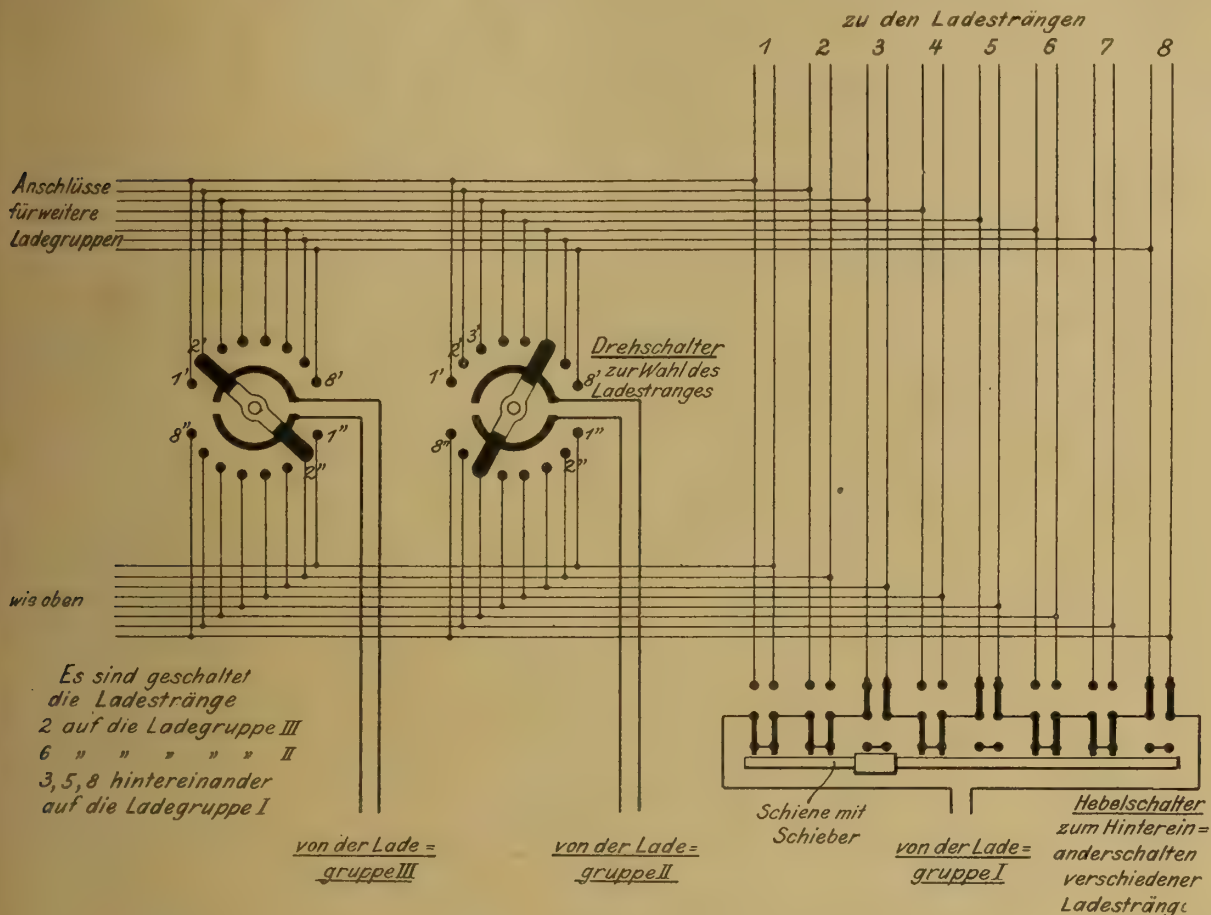 zu den Ladesträngen
1 2 3 4 5 6 7 8
Anschlüsse
für weitere
Ladegruppen
2'
1'
8'
8"
1"
2"
3'
2'
1'
8'
8"
1"
2"
Drehschalter
zur Wahl des
Ladestranges
wie oben
Es sind geschaltet
die Ladestränge
2 auf die Ladegruppe III
6 " " " " " II
3, 5, 8 hintereinander
auf die Ladegruppe I
Schiene mit
Schieber
von der Lade=
gruppe III
von der Lade=
gruppe II
von der Lade=
gruppe I
Hebelschalter
zum Hinterein=
anderschalten
verschiedener
Ladestränge